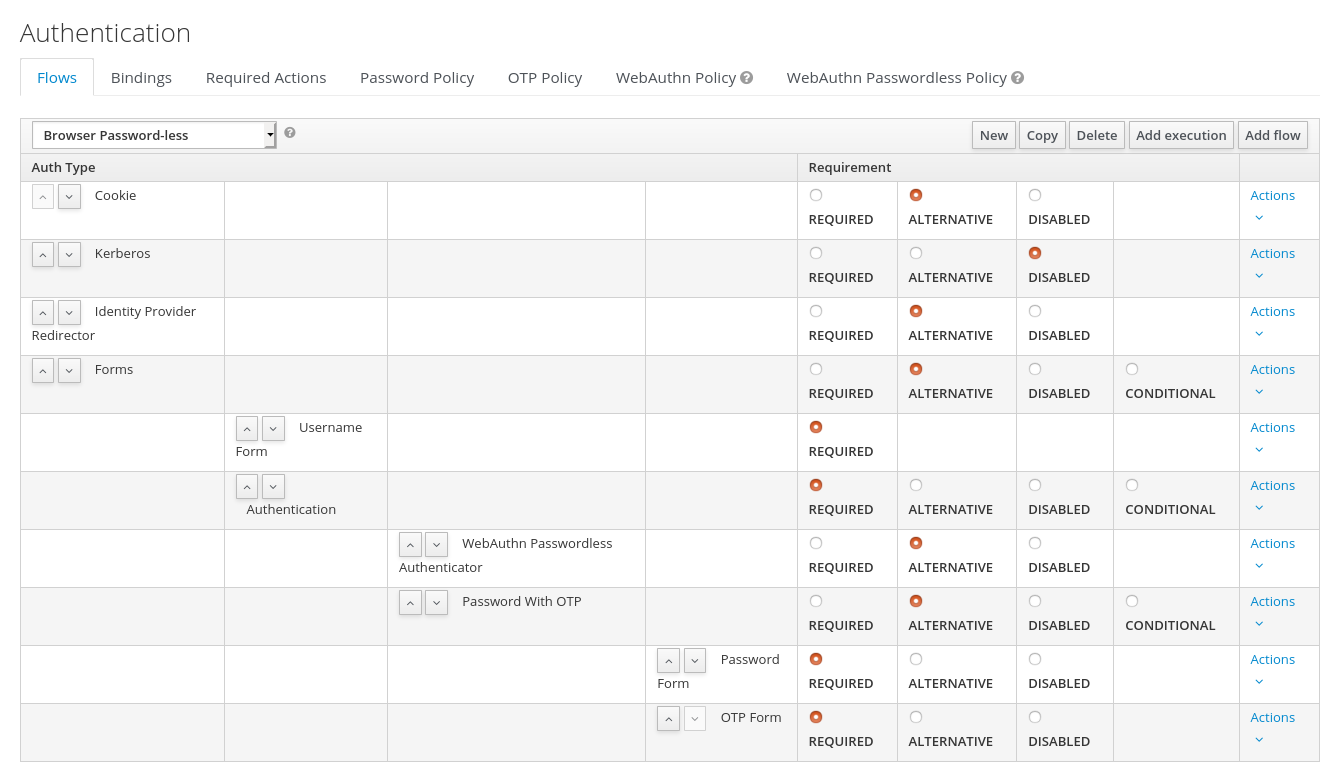 Authentication
Flows Bindings Required Actions Password Policy OTP Policy WebAuthn Policy WebAuthn Passwordless Policy
Browser Password-less New Copy Delete Add execution Add flow
Auth Type Requirement
Cookie Actions
REQUIRED ALTERNATIVE DISABLED
Kerberos Actions
REQUIRED ALTERNATIVE DISABLED
Identity Provider Actions
Redirector REQUIRED ALTERNATIVE DISABLED
Forms Actions
REQUIRED ALTERNATIVE DISABLED CONDITIONAL
Username Actions
Form REQUIRED
Actions
Authentication REQUIRED ALTERNATIVE DISABLED CONDITIONAL
WebAuthn Passwordless Actions
Authenticator REQUIRED ALTERNATIVE DISABLED
Password With OTP Actions
REQUIRED ALTERNATIVE DISABLED CONDITIONAL
Password Actions
Form REQUIRED ALTERNATIVE DISABLED
OTP Form Actions
REQUIRED ALTERNATIVE DISABLED